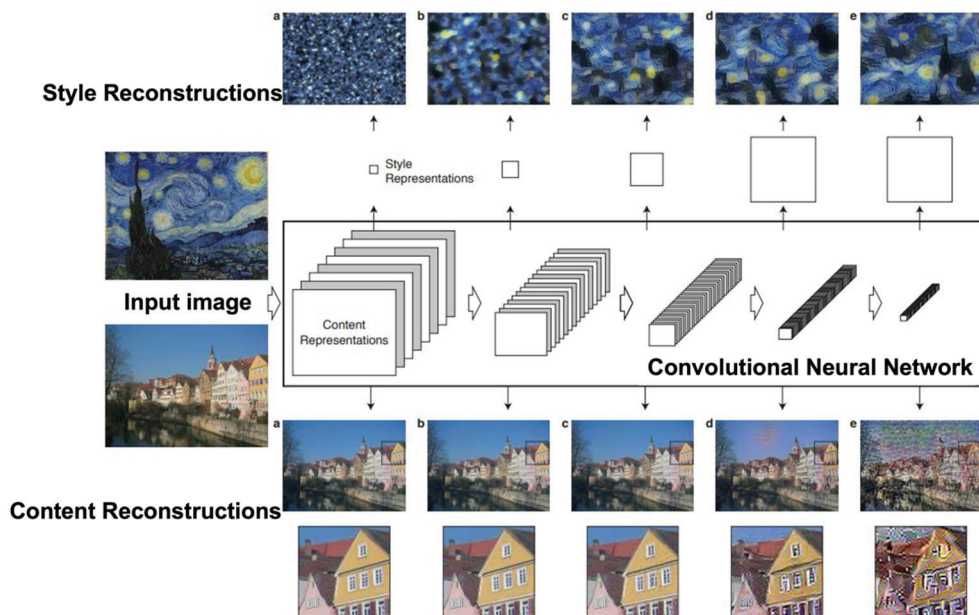 a b c d e
Style Reconstructions
Style
Representations
Input image
Content
Representations
Convolutional Neural Network
a b c d e
Content Reconstructions